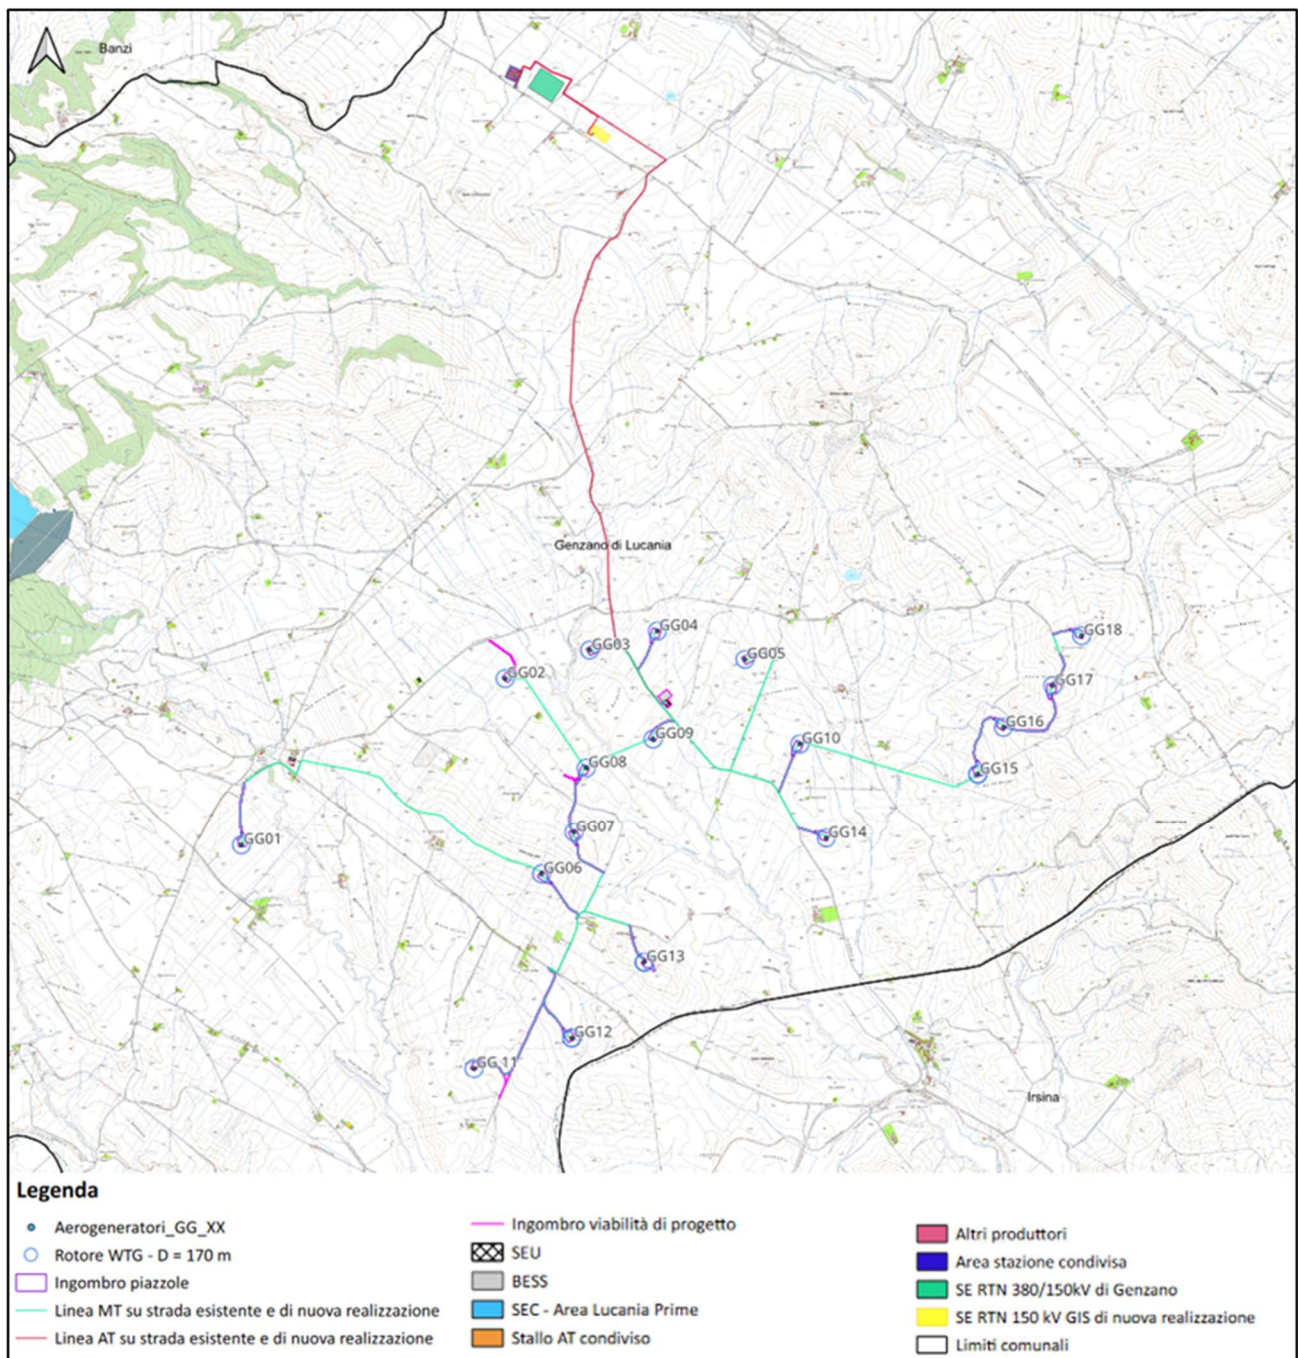 Banzi
Genzano di Lucania
GG04
GG18
GG03
GG05
GG02
GG17
GG16
GG09
GG10
GG08
GG15
GG07
GG14
GG01
GG06
GG13
GG12
GG 11
Irsina
Legenda
Aerogeneratori_GG_XX
Rotore WTG - D = 170 m
Ingombro piazzole
Linea MT su strada esistente e di nuova realizzazione
Linea AT su strada esistente e di nuova realizzazione
Ingombro viabilità di progetto
SEU
BESS
SEC - Area Lucania Prime
Stallo AT condiviso
Altri produttori
Area stazione condivisa
SE RTN 380/150kV di Genzano
SE RTN 150 kV GIS di nuova realizzazione
Limiti comunali